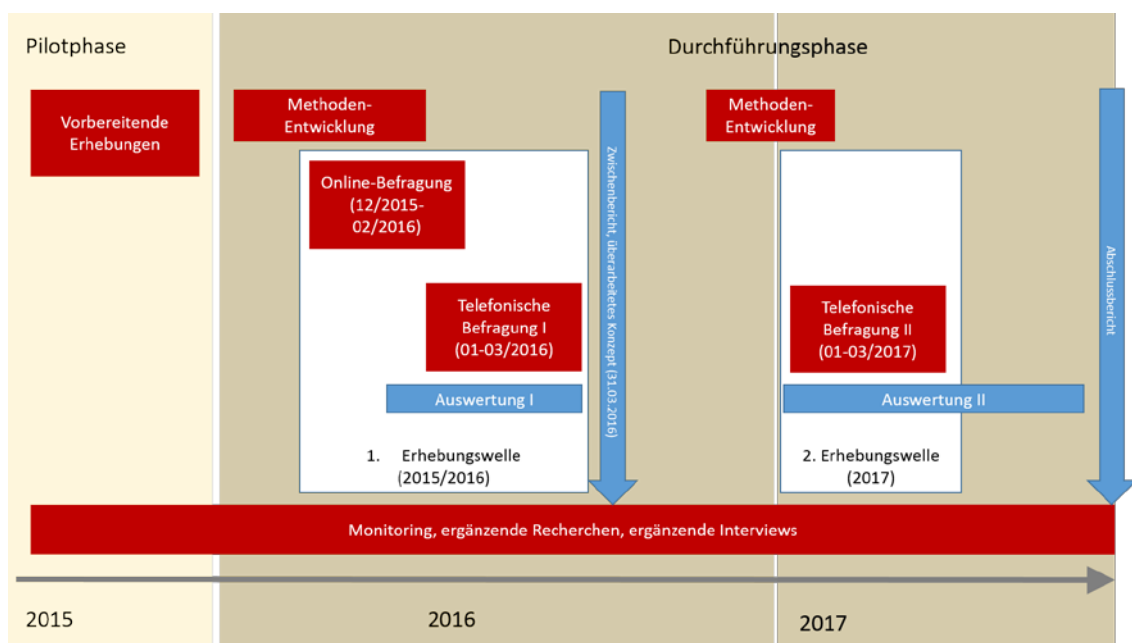 Pilotphase
Durchführungsphase
Vorbereitende
Erhebungen
Methoden-
Entwicklung
Online-Befragung
(12/2015-
02/2016)
Telefonische
Befragung I
(01-03/2016)
Auswertung I
1. Erhebungswelle
(2015/2016)
Zwischenbericht, überarbeitetes Konzept (31.03.2016)
Methoden-
Entwicklung
Telefonische
Befragung II
(01-03/2017)
Auswertung II
2. Erhebungswelle
(2017)
Abschlussbericht
Monitoring, ergänzende Recherchen, ergänzende Interviews
2015
2016
2017